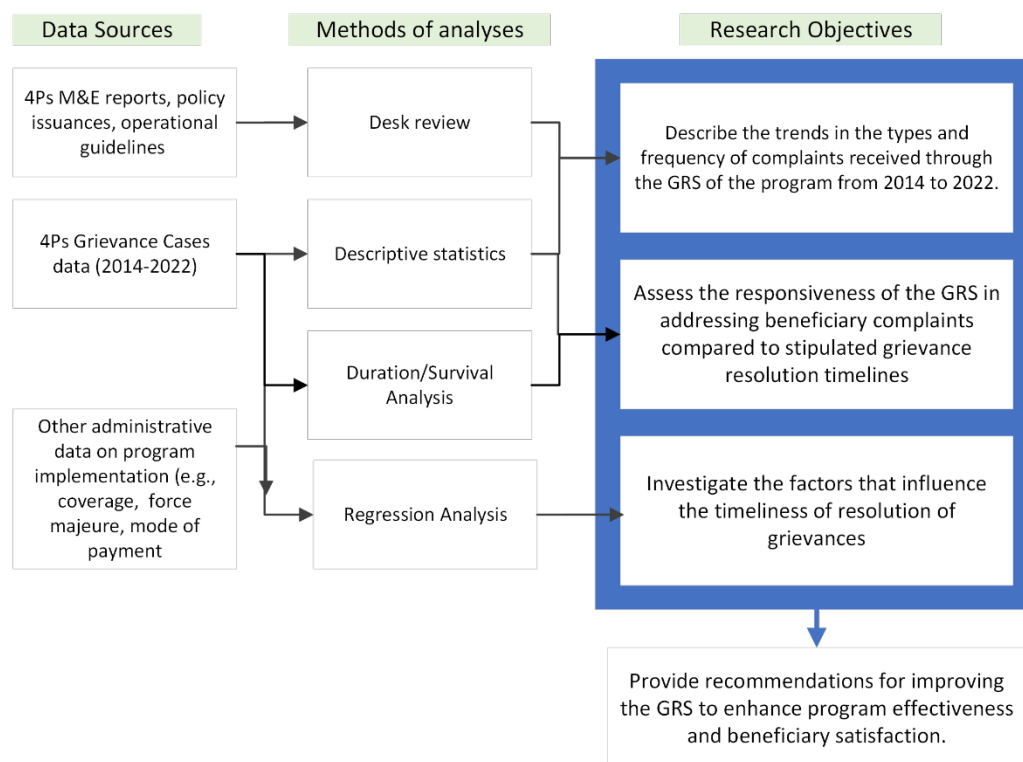 Data Sources
Methods of analyses
Research Objectives
4Ps M&E reports, policy
issuances, operational
guidelines
Desk review
Describe the trends in the types and
frequency of complaints received through
the GRS of the program from 2014 to 2022.
4Ps Grievance Cases
data (2014-2022)
Descriptive statistics
Assess the responsiveness of the GRS in
addressing beneficiary complaints
compared to stipulated grievance
resolution timelines
Duration/Survival
Analysis
Other administrative
data on program
implementation (e.g.,
coverage, force
majeure, mode of
payment
Regression Analysis
Investigate the factors that influence
the timeliness of resolution of
grievances
Provide recommendations for improving
the GRS to enhance program effectiveness
and beneficiary satisfaction.